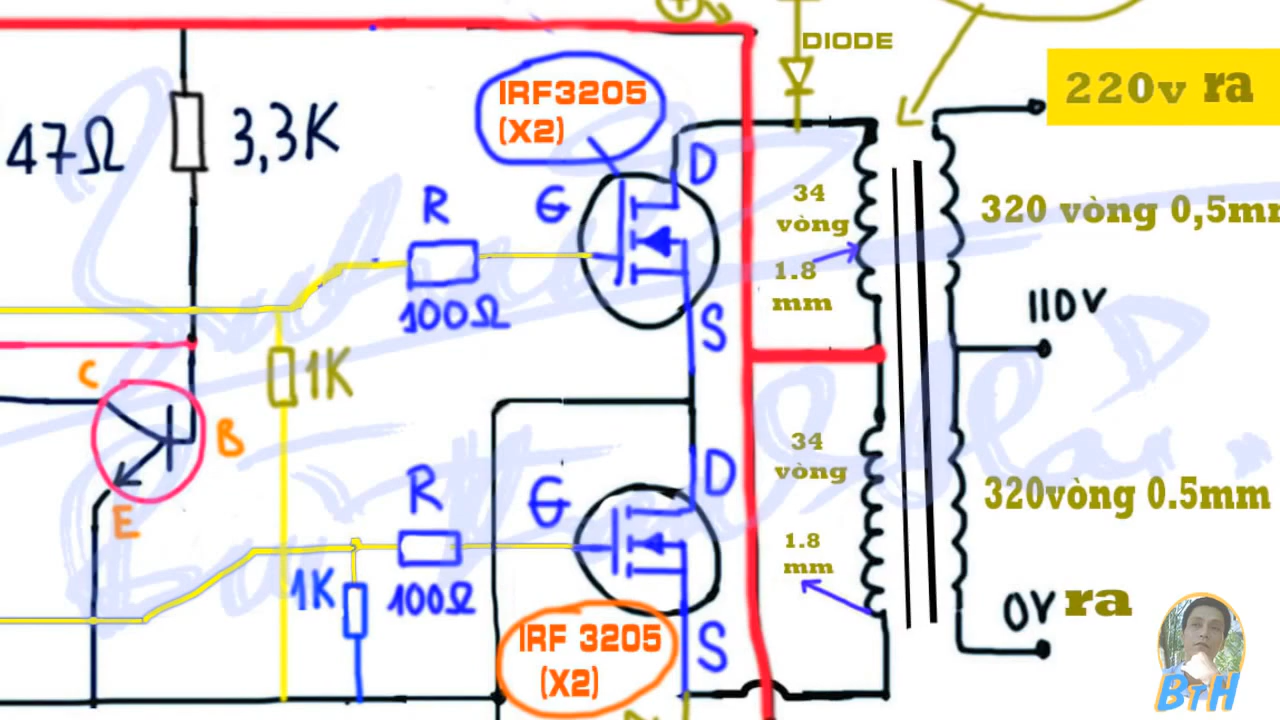 DIODE
220v ra
IRF3205
(X2)
47Ω
3,3K
D
34
vòng
R
G
320 vòng 0,5mm
1.8
mm
100Ω
S
110V
C
1K
B
34
vòng
R
G
D
320vòng 0.5mm
E
1.8
mm
1K
100Ω
0V ra
IRF 3205
(X2)
S
BTH